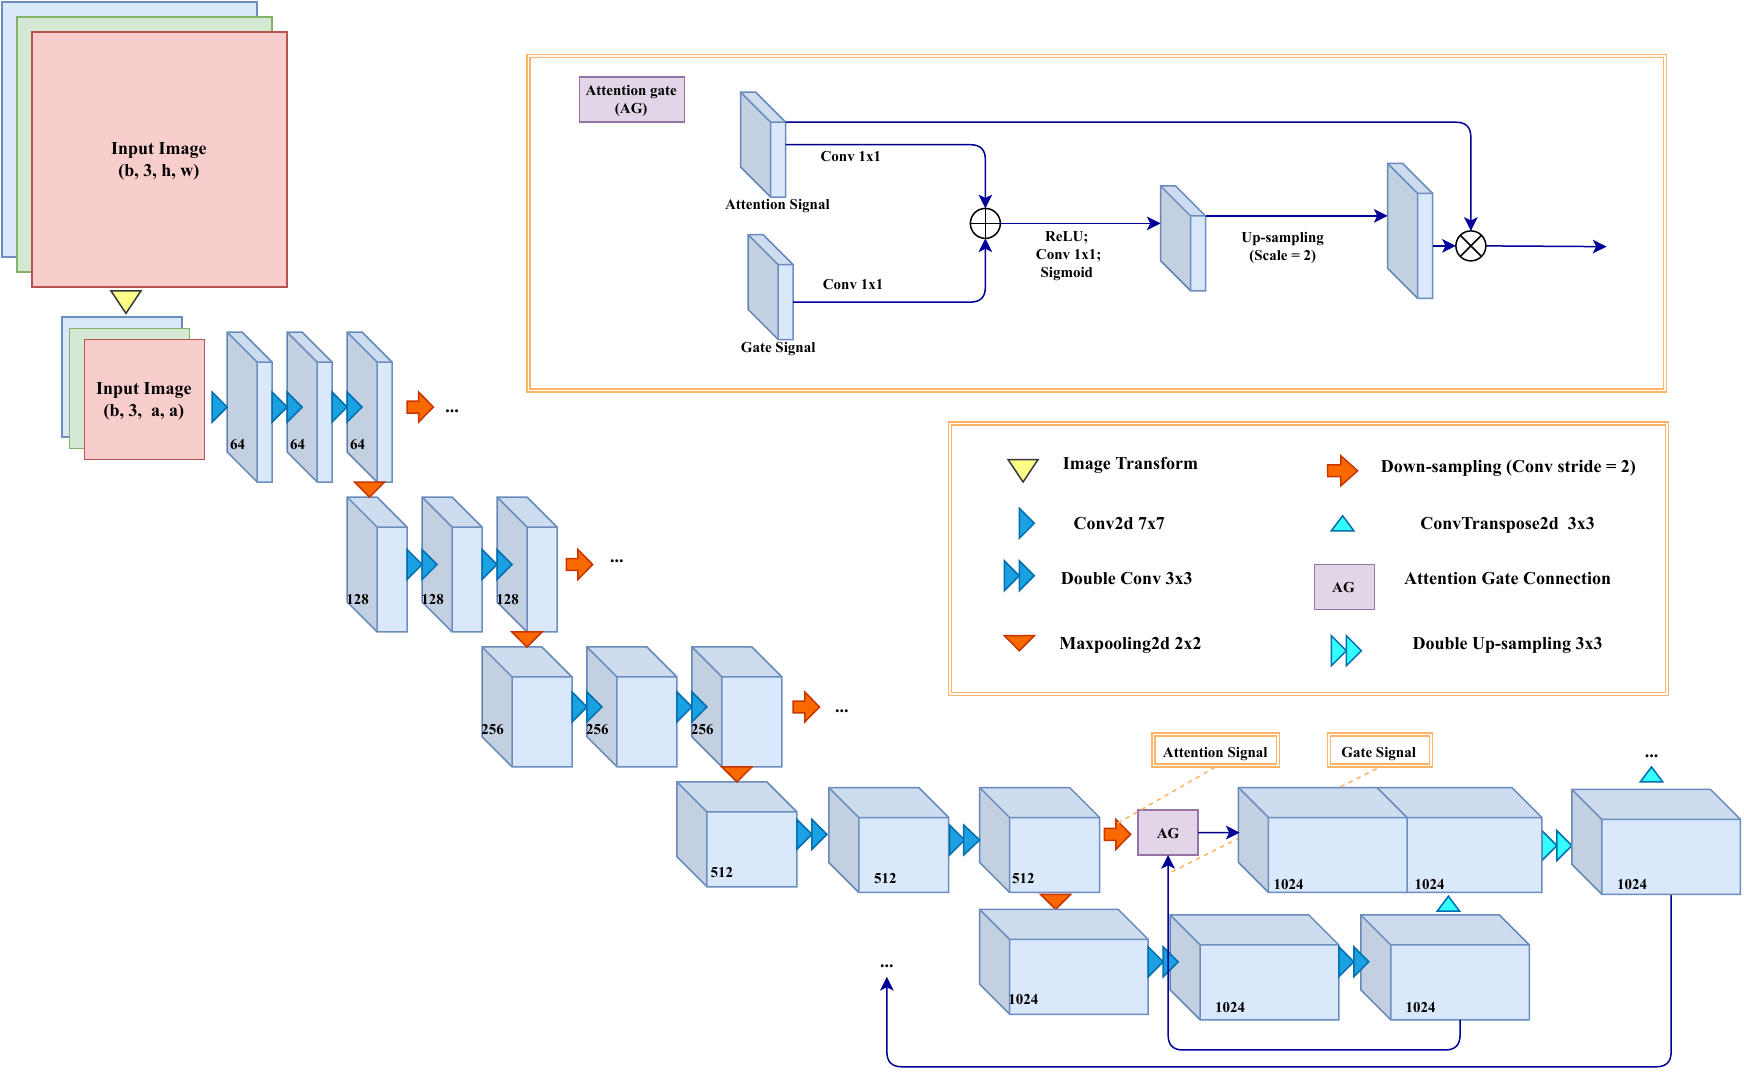 Input Image
(b, 3, h, w)
Attention gate
(AG)
Conv 1x1
Attention Signal
ReLU;
Conv 1x1;
Sigmoid
Up-sampling
(Scale = 2)
Conv 1x1
Gate Signal
Input Image
(b, 3, a, a)
64
64
64
...
Image Transform
Down-sampling (Conv stride = 2)
Conv2d 7x7
ConvTranspose2d 3x3
Double Conv 3x3
AG
Attention Gate Connection
Maxpooling2d 2x2
Double Up-sampling 3x3
128
128
128
...
256
256
256
...
Attention Signal
Gate Signal
...
512
512
512
AG
1024
1024
1024
...
1024
1024
1024